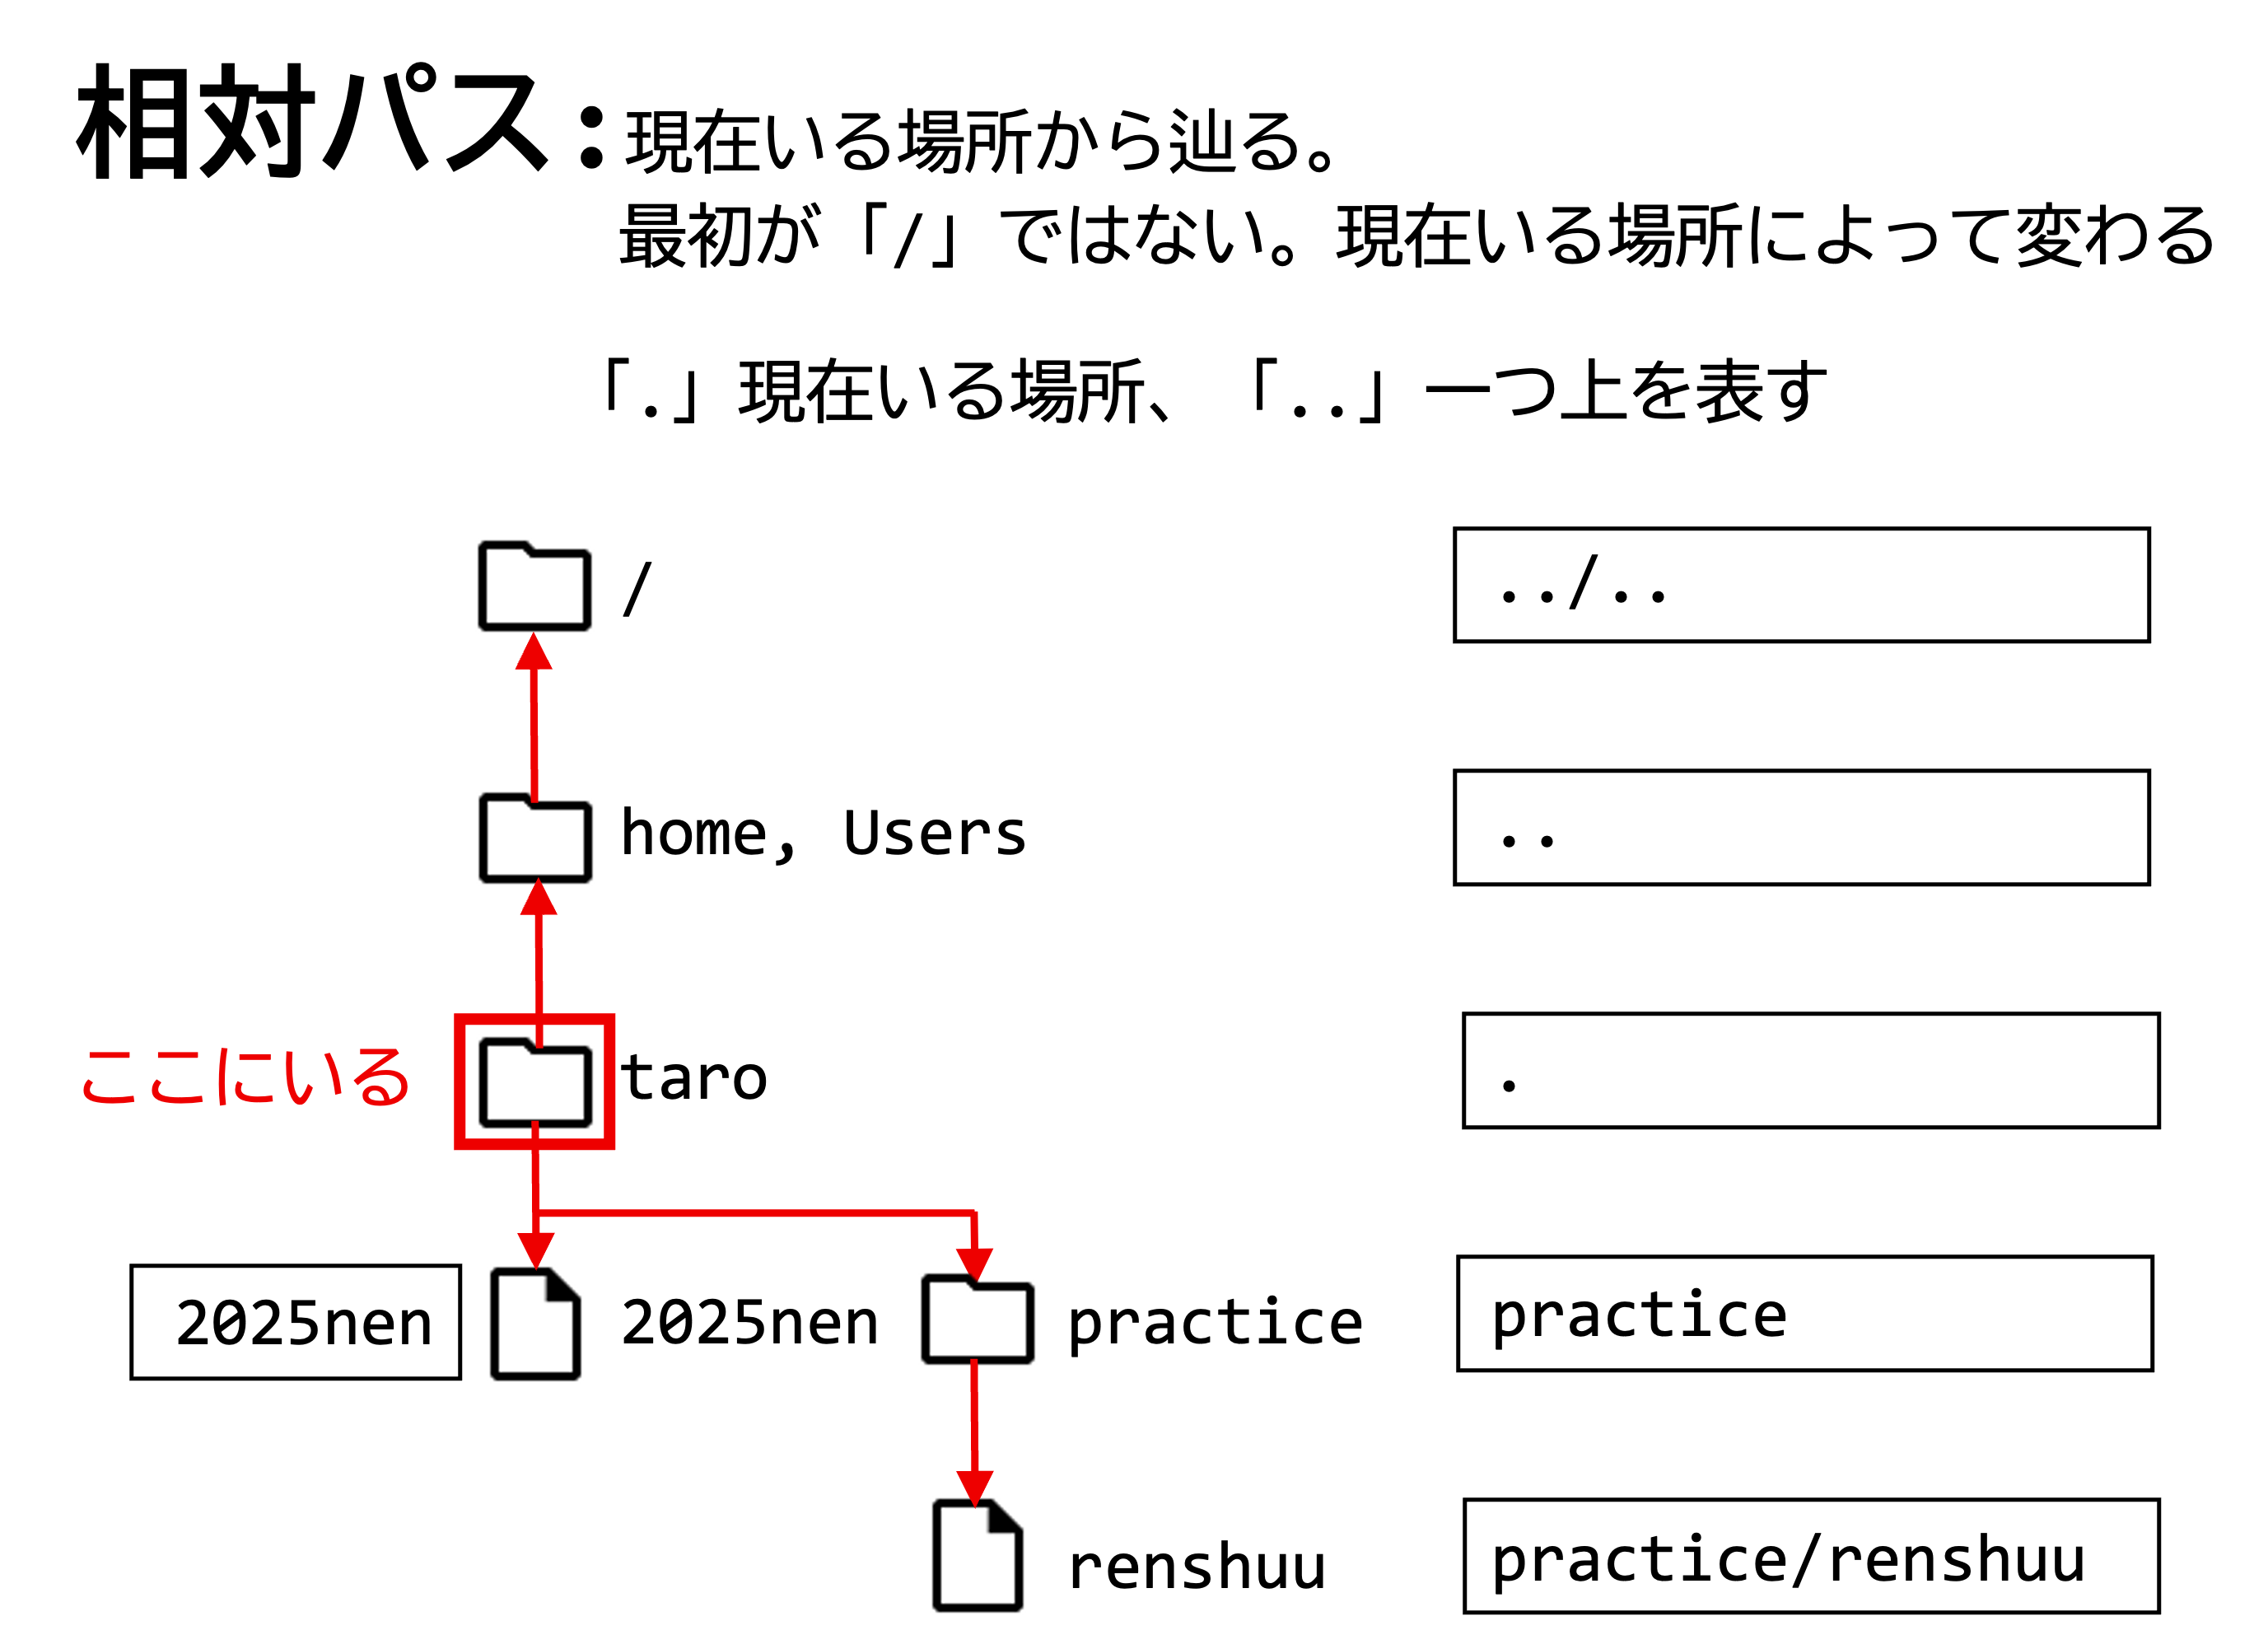 相対パス：現在いる場所から辿る。
最初が「/」ではない。現在いる場所によって変わる
「.」現在いる場所、「..」一つ上を表す
/
../..
home, Users
..
ここにいる
taro
.
2025nen
2025nen
practice
practice
renshuu
practice/renshuu